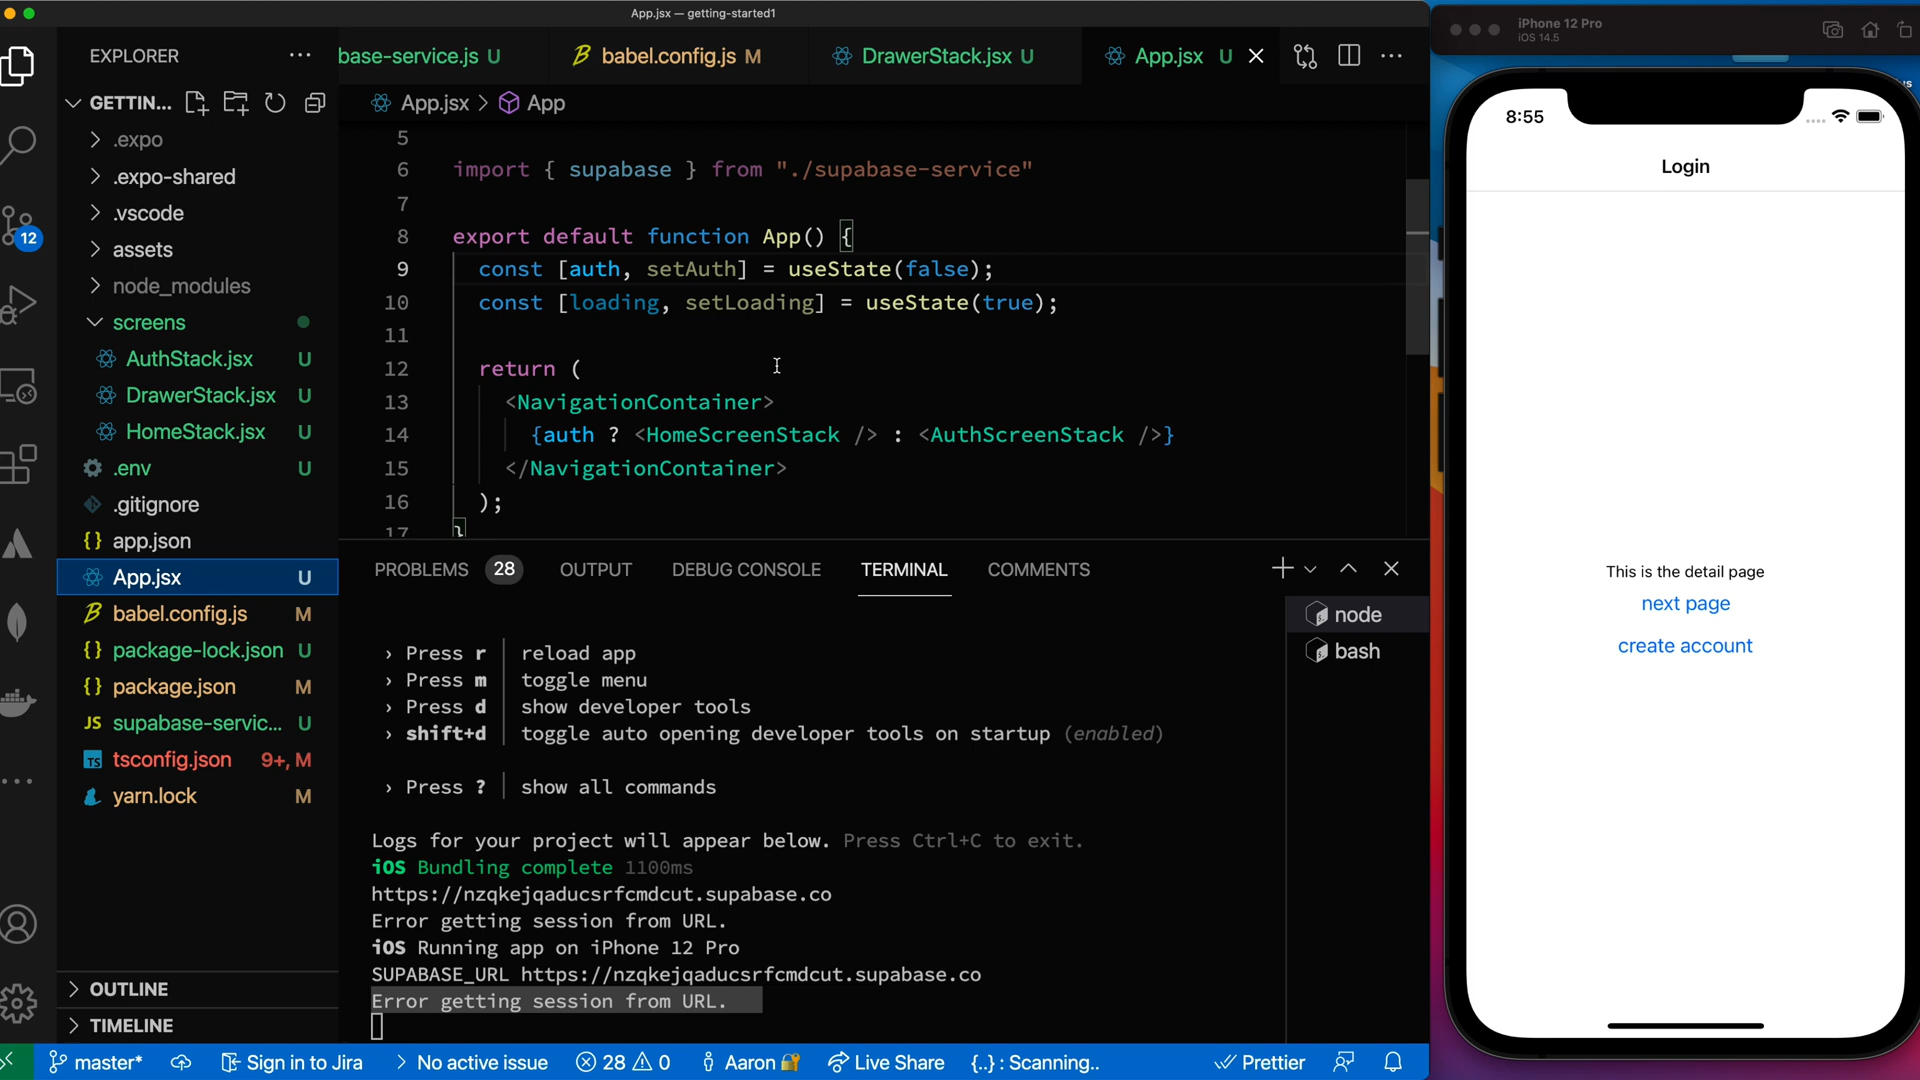 App.jsx — getting-started1
EXPLORER
base-service.js U
babel.config.js M
DrawerStack.jsx U
App.jsx U
GETTIN...
.expo
.expo-shared
.vscode
assets
node_modules
screens
AuthStack.jsx U
DrawerStack.jsx U
HomeStack.jsx U
.env U
.gitignore
app.json
App.jsx U
babel.config.js M
package-lock.json U
package.json M
JS supabase-servic... U
TS tsconfig.json 9+, M
yarn.lock M
OUTLINE
TIMELINE
12
App.jsx > App
5
6 import { supabase } from "./supabase-service"
7
8 export default function App() {
9 const [auth, setAuth] = useState(false);
10 const [loading, setLoading] = useState(true);
11
12 return (
13 <NavigationContainer>
14 {auth ? <HomeScreenStack /> : <AuthScreenStack />}
15 </NavigationContainer>
16 );
17 }
PROBLEMS 28 OUTPUT DEBUG CONSOLE TERMINAL COMMENTS
node
bash
› Press r │ reload app
› Press m │ toggle menu
› Press d │ show developer tools
› shift+d │ toggle auto opening developer tools on startup (enabled)
› Press ? │ show all commands
Logs for your project will appear below. Press Ctrl+C to exit.
iOS Bundling complete 1100ms
https://nzqkejqaducsrfcmdcut.supabase.co
Error getting session from URL.
iOS Running app on iPhone 12 Pro
SUPABASE_URL https://nzqkejqaducsrfcmdcut.supabase.co
Error getting session from URL.
master* Sign in to Jira > No active issue 28 0 Aaron Live Share {..} : Scanning.. Prettier
iPhone 12 Pro
iOS 14.5
8:55
Login
This is the detail page
next page
create account